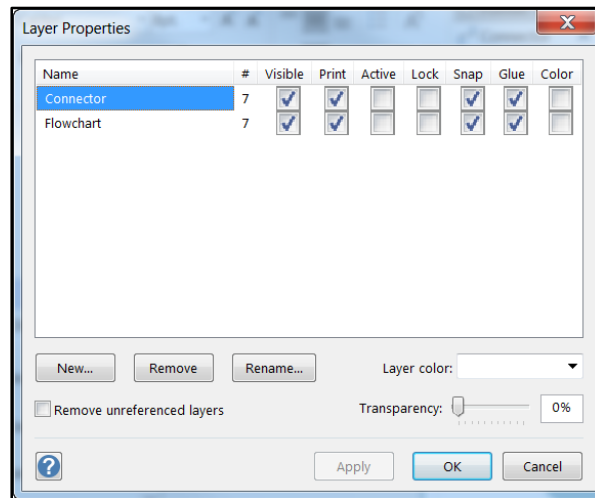 Layer Properties
Name # Visible Print Active Lock Snap Glue Color
Connector 7
Flowchart 7
New... Remove Rename... Layer color:
Remove unreferenced layers Transparency: 0%
? Apply OK Cancel